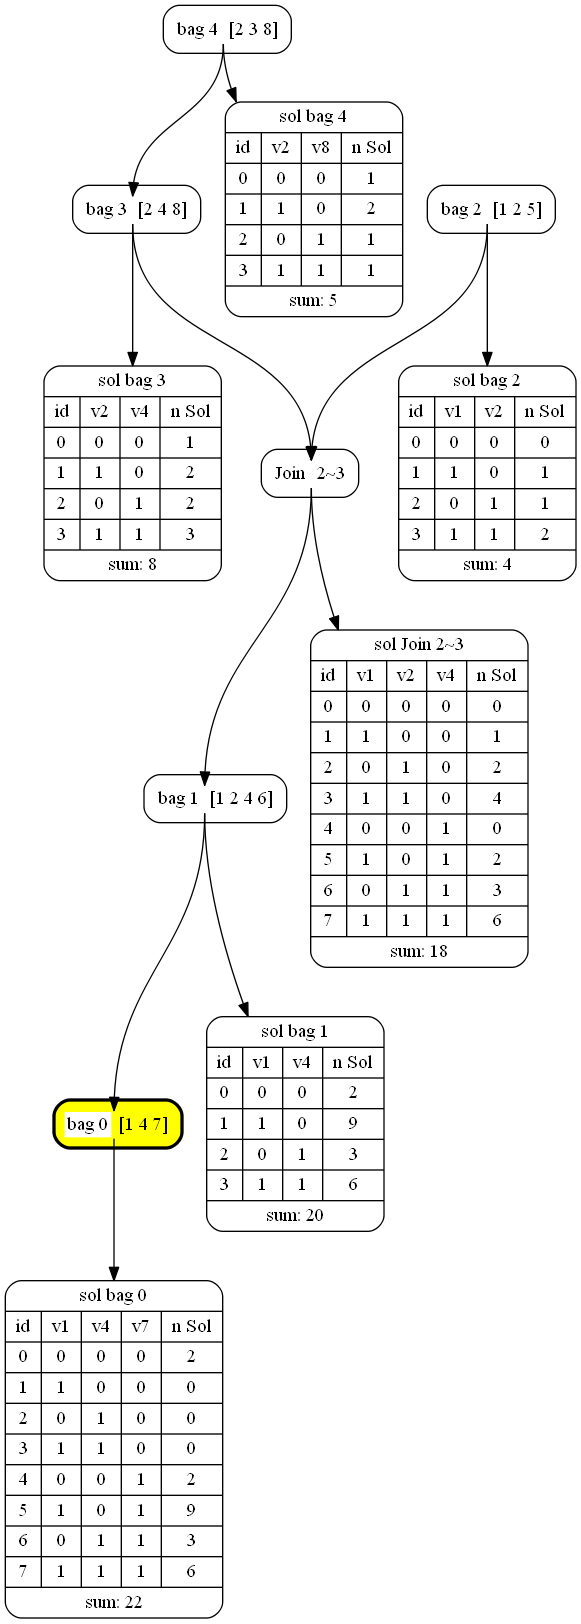 bag 4 [2 3 8]
sol bag 4
id v2 v8 n Sol
0 0 0 1
1 1 0 2
2 0 1 1
3 1 1 1
sum: 5
bag 3 [2 4 8]
bag 2 [1 2 5]
sol bag 3
id v2 v4 n Sol
0 0 0 1
1 1 0 2
2 0 1 2
3 1 1 3
sum: 8
Join 2~3
sol bag 2
id v1 v2 n Sol
0 0 0 0
1 1 0 1
2 0 1 1
3 1 1 2
sum: 4
sol Join 2~3
id v1 v2 v4 n Sol
0 0 0 0 0
1 1 0 0 1
2 0 1 0 2
3 1 1 0 4
4 0 0 1 0
5 1 0 1 2
6 0 1 1 3
7 1 1 1 6
sum: 18
bag 1 [1 2 4 6]
sol bag 1
id v1 v4 n Sol
0 0 0 2
1 1 0 9
2 0 1 3
3 1 1 6
sum: 20
bag 0 [1 4 7]
sol bag 0
id v1 v4 v7 n Sol
0 0 0 0 2
1 1 0 0 0
2 0 1 0 0
3 1 1 0 0
4 0 0 1 2
5 1 0 1 9
6 0 1 1 3
7 1 1 1 6
sum: 22